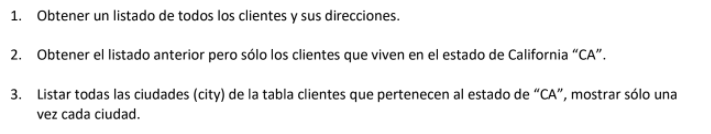 1. Obtener un listado de todos los clientes y sus direcciones.
2. Obtener el listado anterior pero sólo los clientes que viven en el estado de California “CA”.
3. Listar todas las ciudades (city) de la tabla clientes que pertenecen al estado de “CA”, mostrar sólo una
vez cada ciudad.